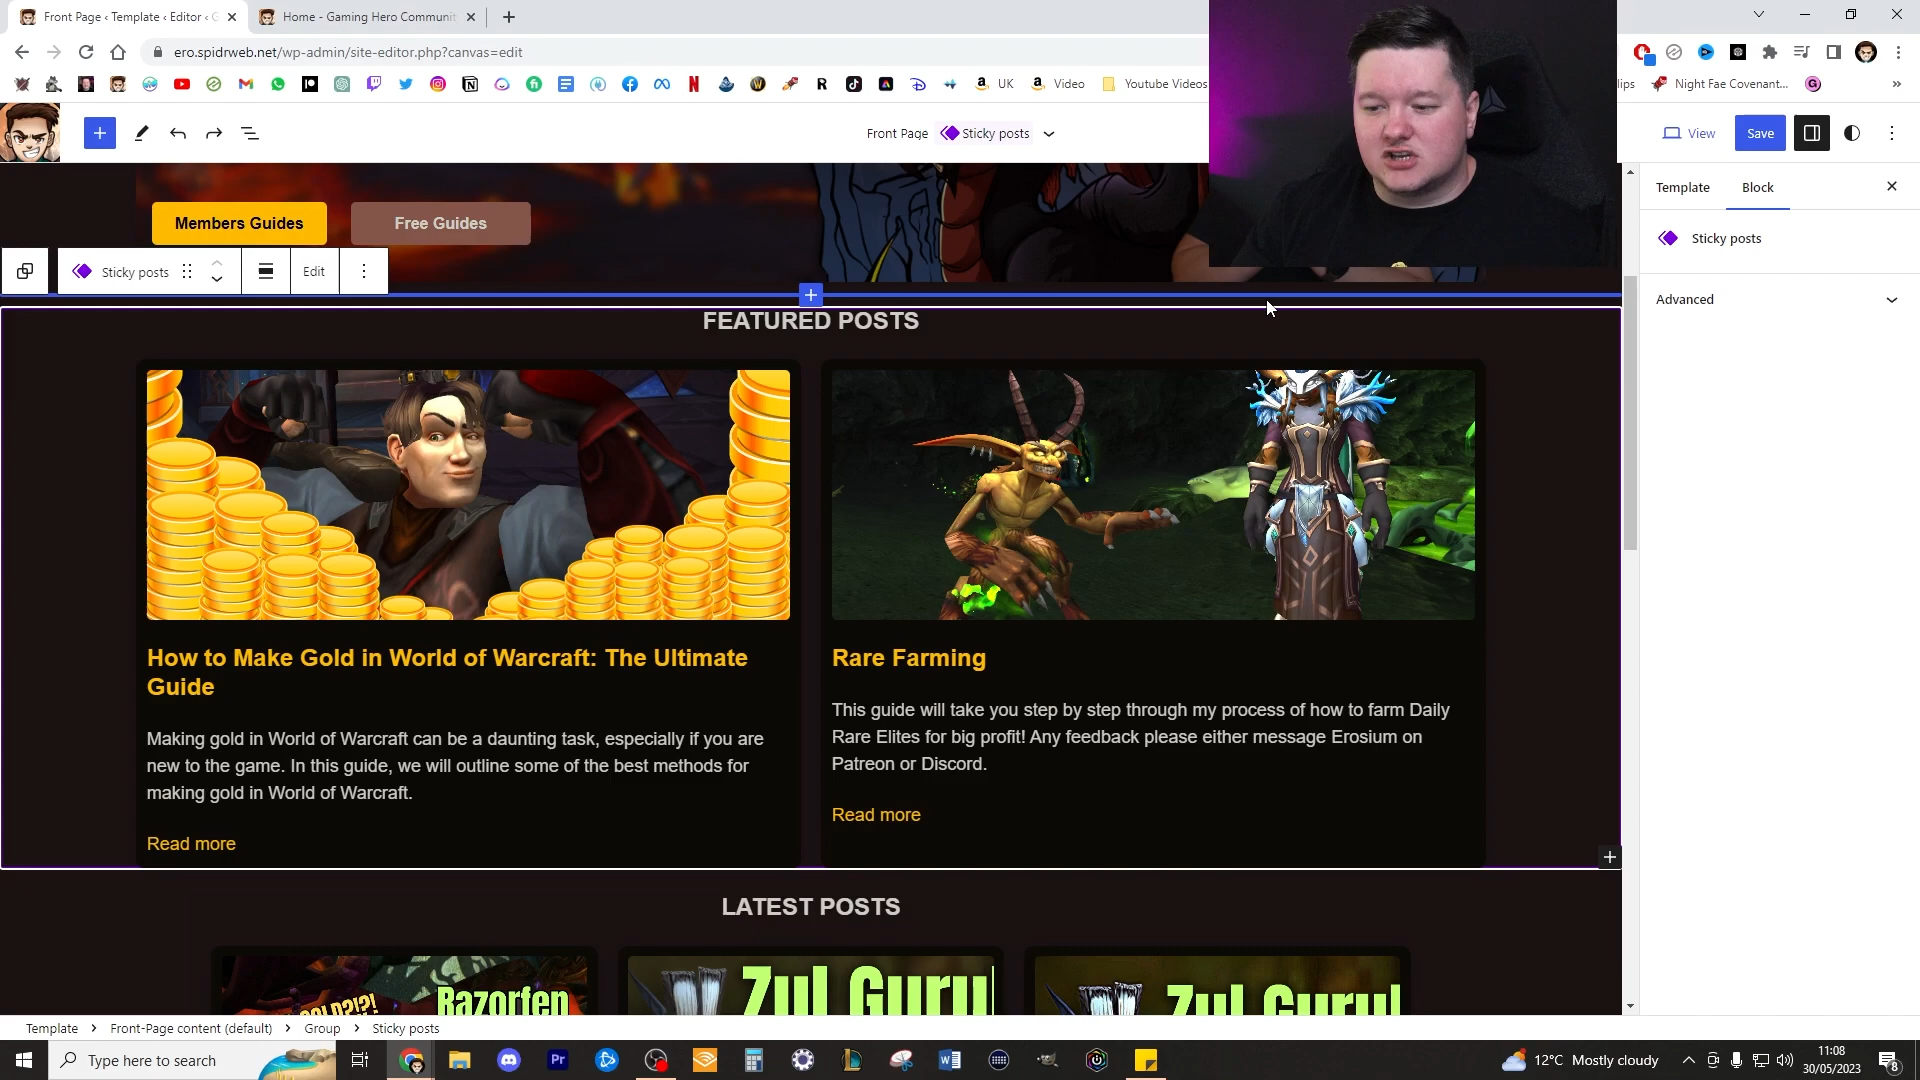 Front Page ‹ Template ‹ Editor ‹ G
Home - Gaming Hero Communit
ero.spidrweb.net/wp-admin/site-editor.php?canvas=edit
UK
Video
Youtube Videos
lips
Night Fae Covenant...
Front Page
Sticky posts
View
Save
Template
Block
Sticky posts
Advanced
Members Guides
Free Guides
Sticky posts
Edit
FEATURED POSTS
How to Make Gold in World of Warcraft: The Ultimate
Guide
Making gold in World of Warcraft can be a daunting task, especially if you are
new to the game. In this guide, we will outline some of the best methods for
making gold in World of Warcraft.
Read more
Rare Farming
This guide will take you step by step through my process of how to farm Daily
Rare Elites for big profit! Any feedback please either message Erosium on
Patreon or Discord.
Read more
LATEST POSTS
Razorfen
Zul Guru
Zul Guru
Template > Front-Page content (default) > Group > Sticky posts
Type here to search
12°C Mostly cloudy
11:08
30/05/2023
8